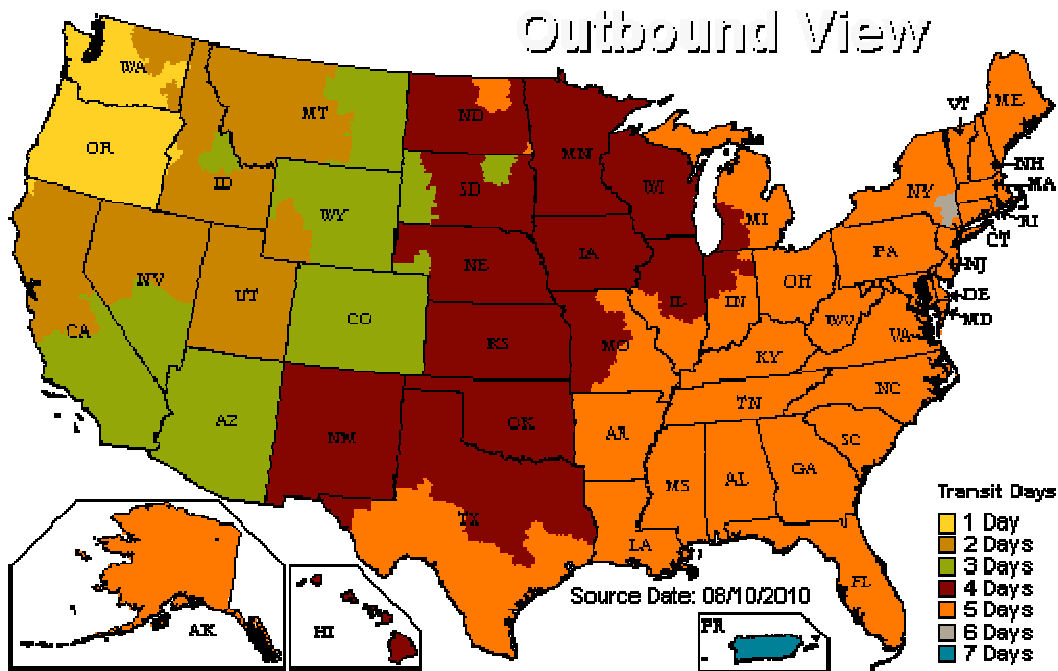 Outbound View
WA
MT
ND
MN
VT
ME
OR
ID
SD
WI
NH
MA
NY
WY
MI
RI
CT
NE
IA
PA
NV
UT
IL
IN
OH
NJ
CA
CO
DE
MD
WV
VA
KS
MO
KY
NC
TN
AZ
NM
OK
AR
SC
MS
AL
GA
TX
LA
FL
AK
HI
PR
Source Date: 08/10/2010
Transit Days
1 Day
2 Days
3 Days
4 Days
5 Days
6 Days
7 Days